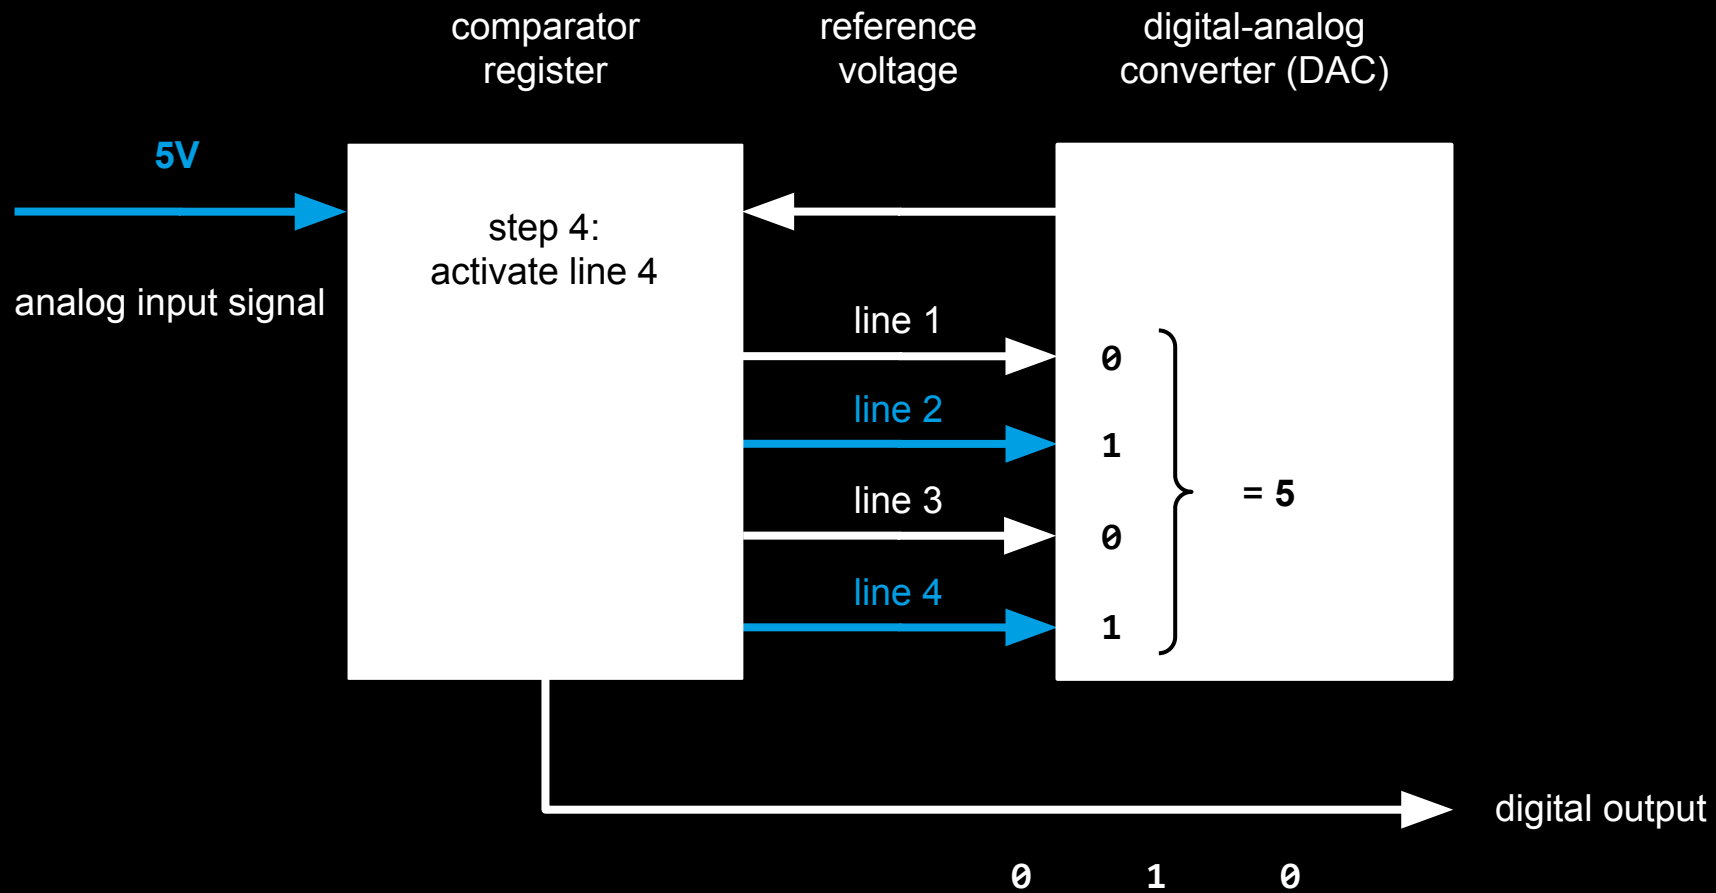 comparator
register
reference
voltage
digital-analog
converter (DAC)
5V
step 4:
activate line 4
analog input signal
line 1
0
line 2
1
line 3
0
= 5
line 4
1
digital output
0 1 0